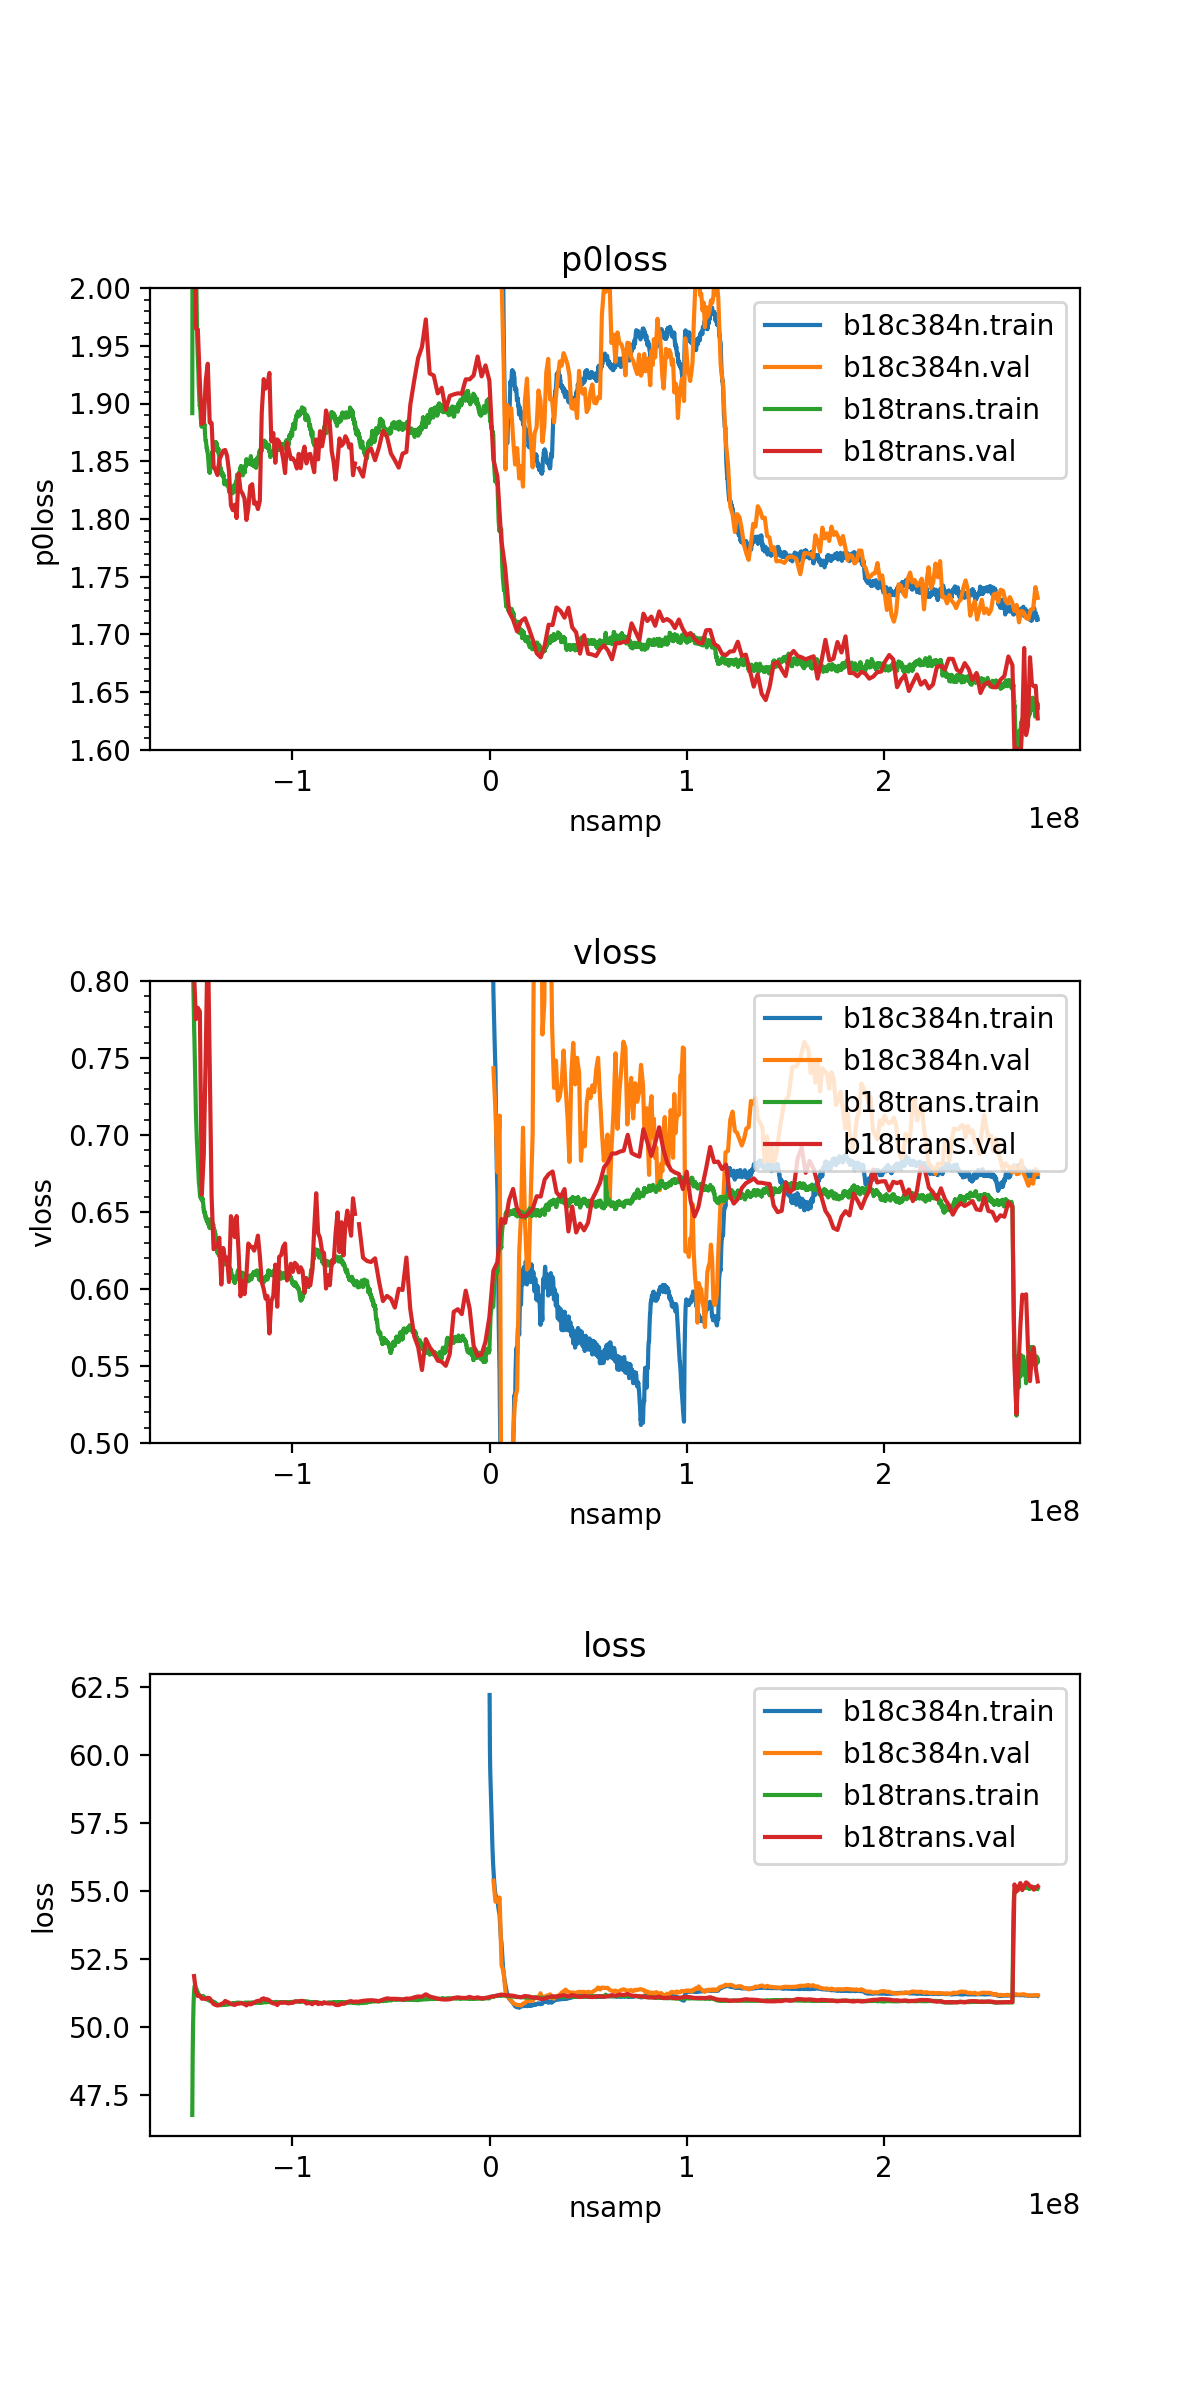 p0loss
2.00
1.95
1.90
1.85
1.80
1.75
1.70
1.65
1.60
p0loss
b18c384n.train
b18c384n.val
b18trans.train
b18trans.val
−1
0
1
2
nsamp
1e8
vloss
0.80
0.75
0.70
0.65
0.60
0.55
0.50
vloss
b18c384n.train
b18c384n.val
b18trans.train
b18trans.val
−1
0
1
2
nsamp
1e8
loss
62.5
60.0
57.5
55.0
52.5
50.0
47.5
loss
b18c384n.train
b18c384n.val
b18trans.train
b18trans.val
−1
0
1
2
nsamp
1e8